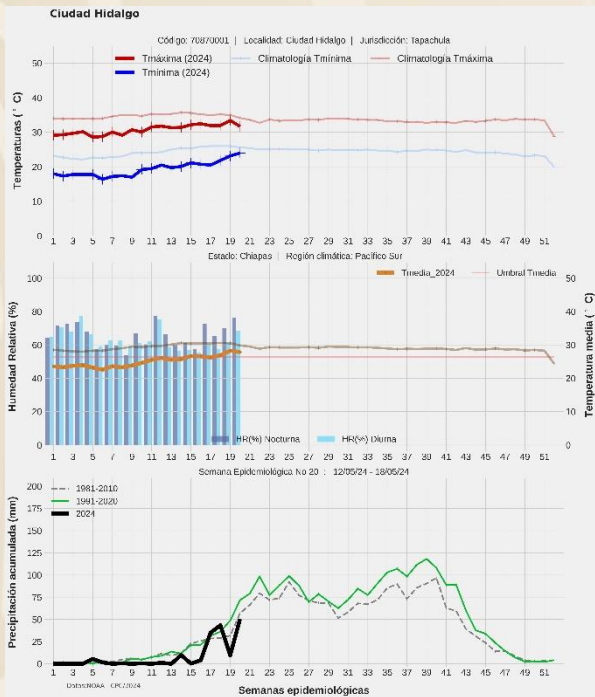 Ciudad Hidalgo
Código: 70870001 | Localidad: Ciudad Hidalgo | Jurisdicción: Tapachula
Tmáxima (2024) Climatología Tmínima Climatología Tmáxima
Tmínima (2024)
Temperaturas (° C)
50
40
30
20
10
0
1 3 5 7 9 11 13 15 17 19 21 23 25 27 29 31 33 35 37 39 41 43 45 47 49 51
Estado: Chiapas | Región climática: Pacífico Sur
Tmedia_2024 Umbral Tmedia
Humedad Relativa (%)
100
80
60
40
20
0
Temperatura media (° C)
50
40
30
20
10
0
HR(%) Nocturna HR(%) Diurna
1 3 5 7 9 11 13 15 17 19 21 23 25 27 29 31 33 35 37 39 41 43 45 47 49 51
Semana Epidemiológica No 20 : 12/05/24 - 18/05/24
1981-2010
1991-2020
2024
Precipitación acumulada (mm)
200
175
150
125
100
75
50
25
0
1 3 5 7 9 11 13 15 17 19 21 23 25 27 29 31 33 35 37 39 41 43 45 47 49 51
Datos:NOAA CPC/2024
Semanas epidemiológicas